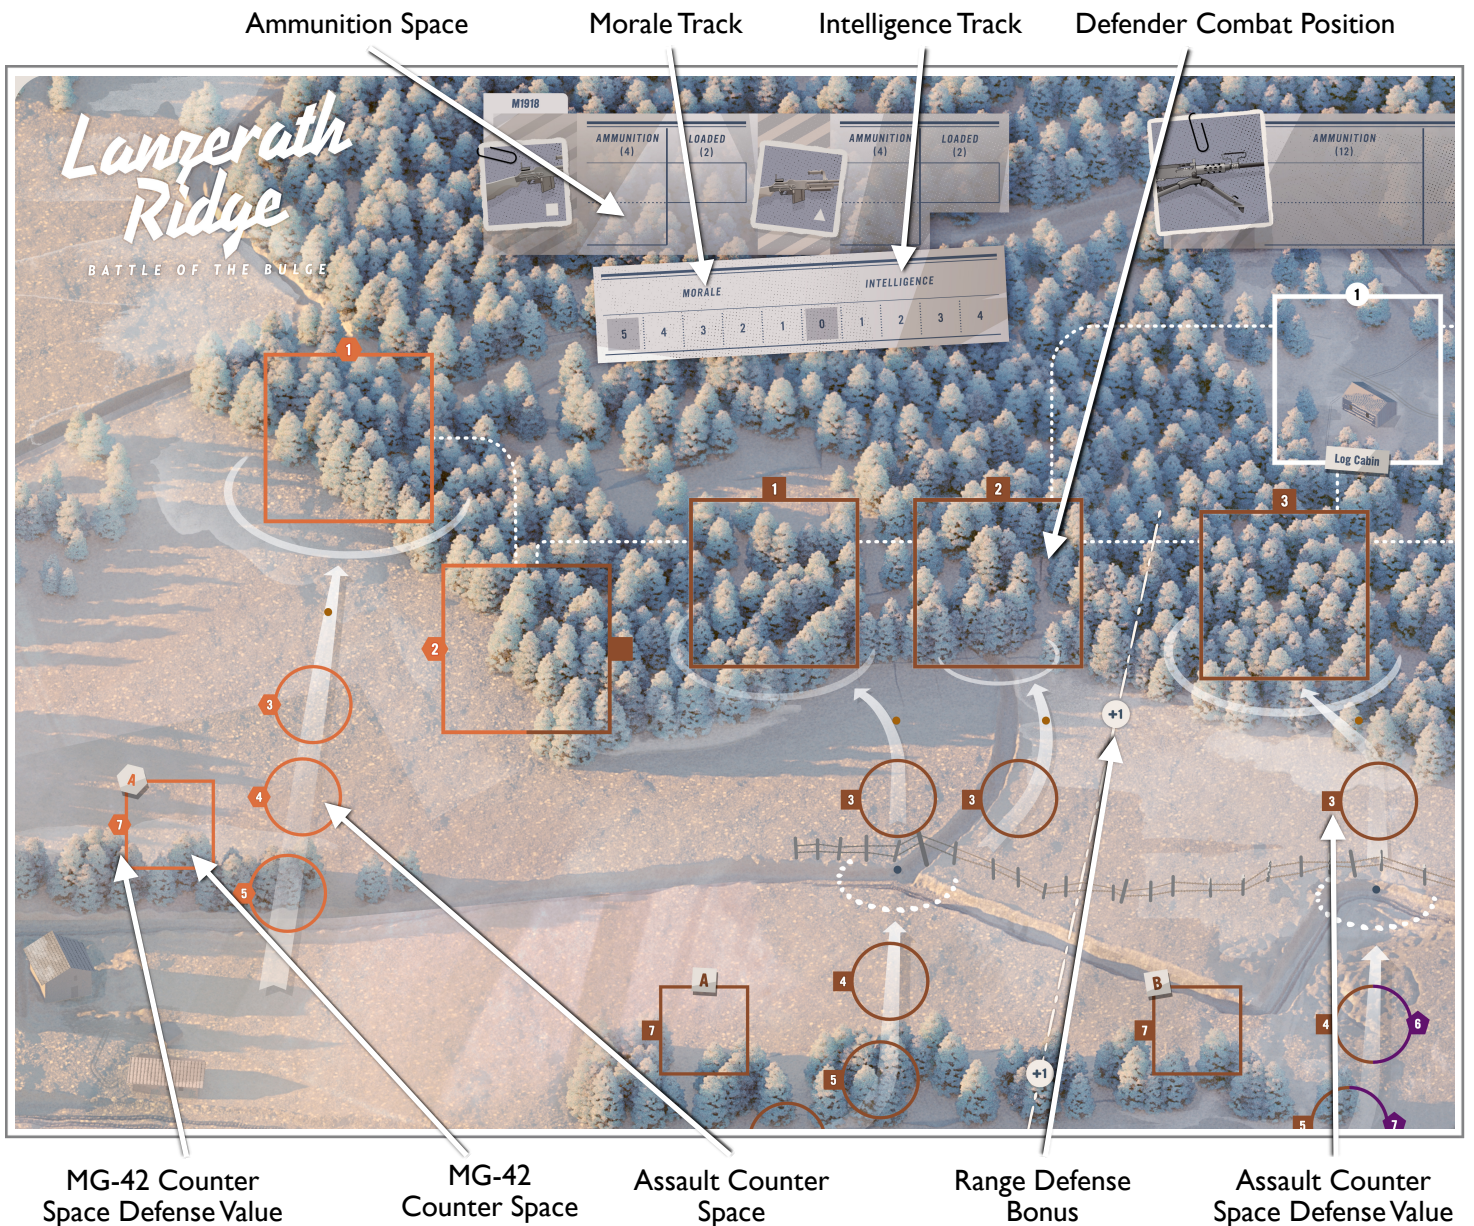 Ammunition Space
Morale Track
Intelligence Track
Defender Combat Position
Lanzerath
Ridge
BATTLE OF THE BULGE
M1918
AMMUNITION
(4)
LOADED
(2)
AMMUNITION
(4)
LOADED
(2)
AMMUNITION
(12)
MORALE
INTELLIGENCE
5 4 3 2 1 0 1 2 3 4
1
1
Log Cabin
1
2
3
2
3
+1
A
4
3
3
3
7
5
A
4
B
7
7
4
6
+1
5
5
7
MG-42 Counter
Space Defense Value
MG-42
Counter Space
Assault Counter
Space
Range Defense
Bonus
Assault Counter
Space Defense Value